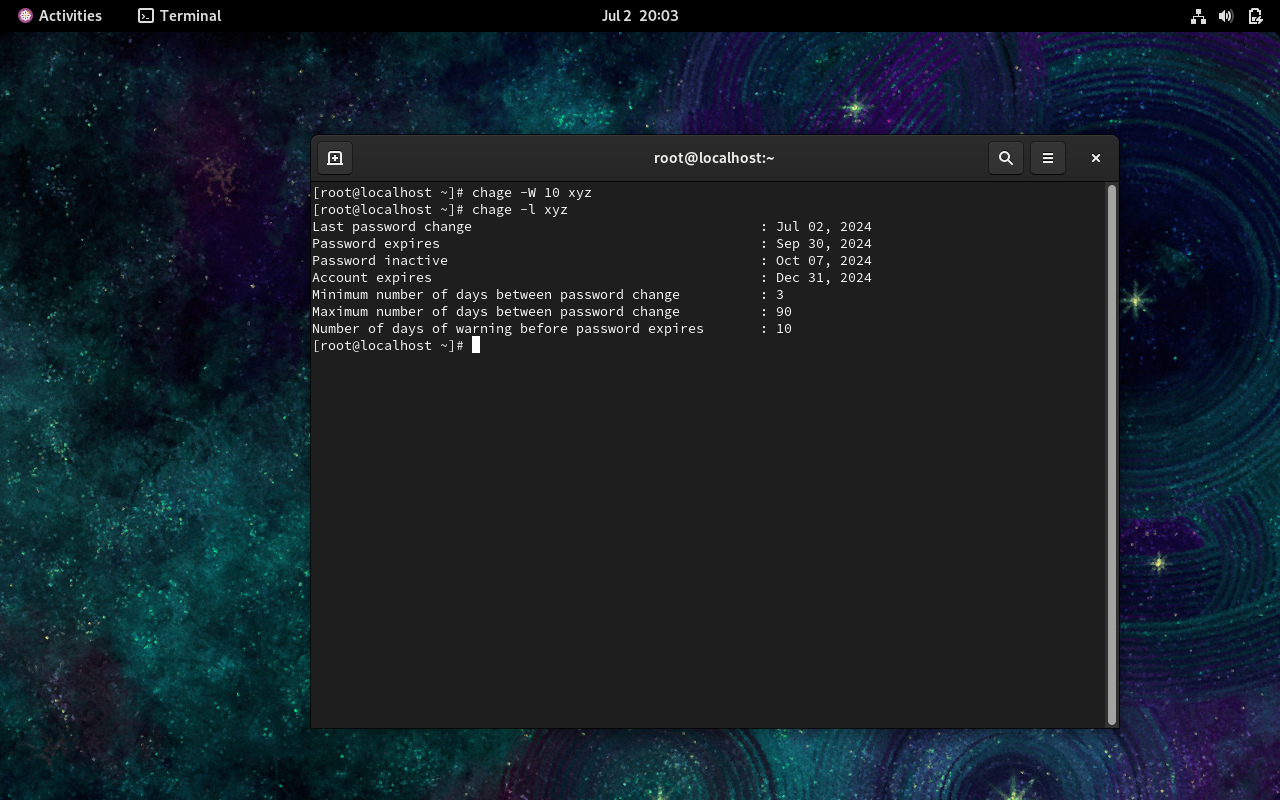 Activities Terminal Jul 2 20:03
root@localhost:~
[root@localhost ~]# chage -W 10 xyz
[root@localhost ~]# chage -l xyz
Last password change : Jul 02, 2024
Password expires : Sep 30, 2024
Password inactive : Oct 07, 2024
Account expires : Dec 31, 2024
Minimum number of days between password change : 3
Maximum number of days between password change : 90
Number of days of warning before password expires : 10
[root@localhost ~]#